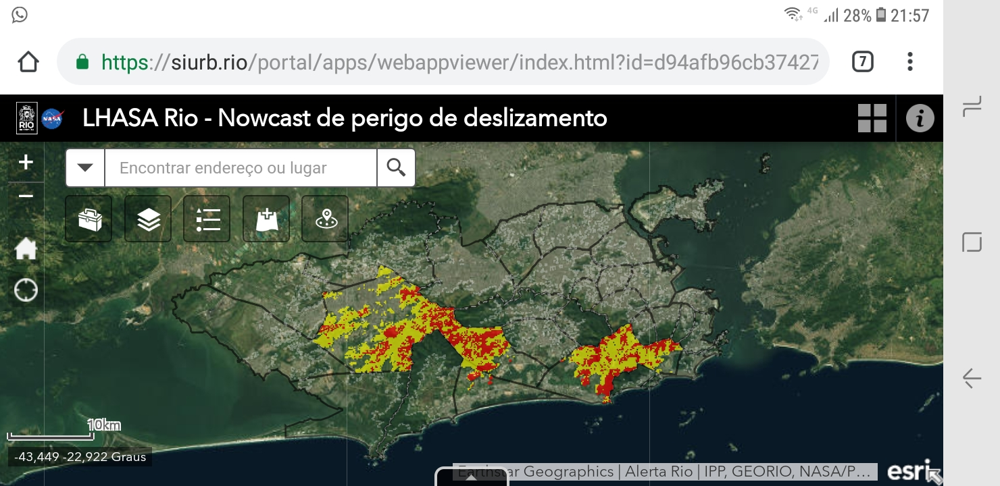 4G 28% 21:57
https://siurb.rio/portal/apps/webappviewer/index.html?id=d94afb96cb37427
7
RIO NASA LHASA Rio - Nowcast de perigo de deslizamento
Encontrar endereço ou lugar
10km
-43,449 -22,922 Graus
Earthstar Geographics | Alerta Rio | IPP, GEORIO, NASA/P...
esri